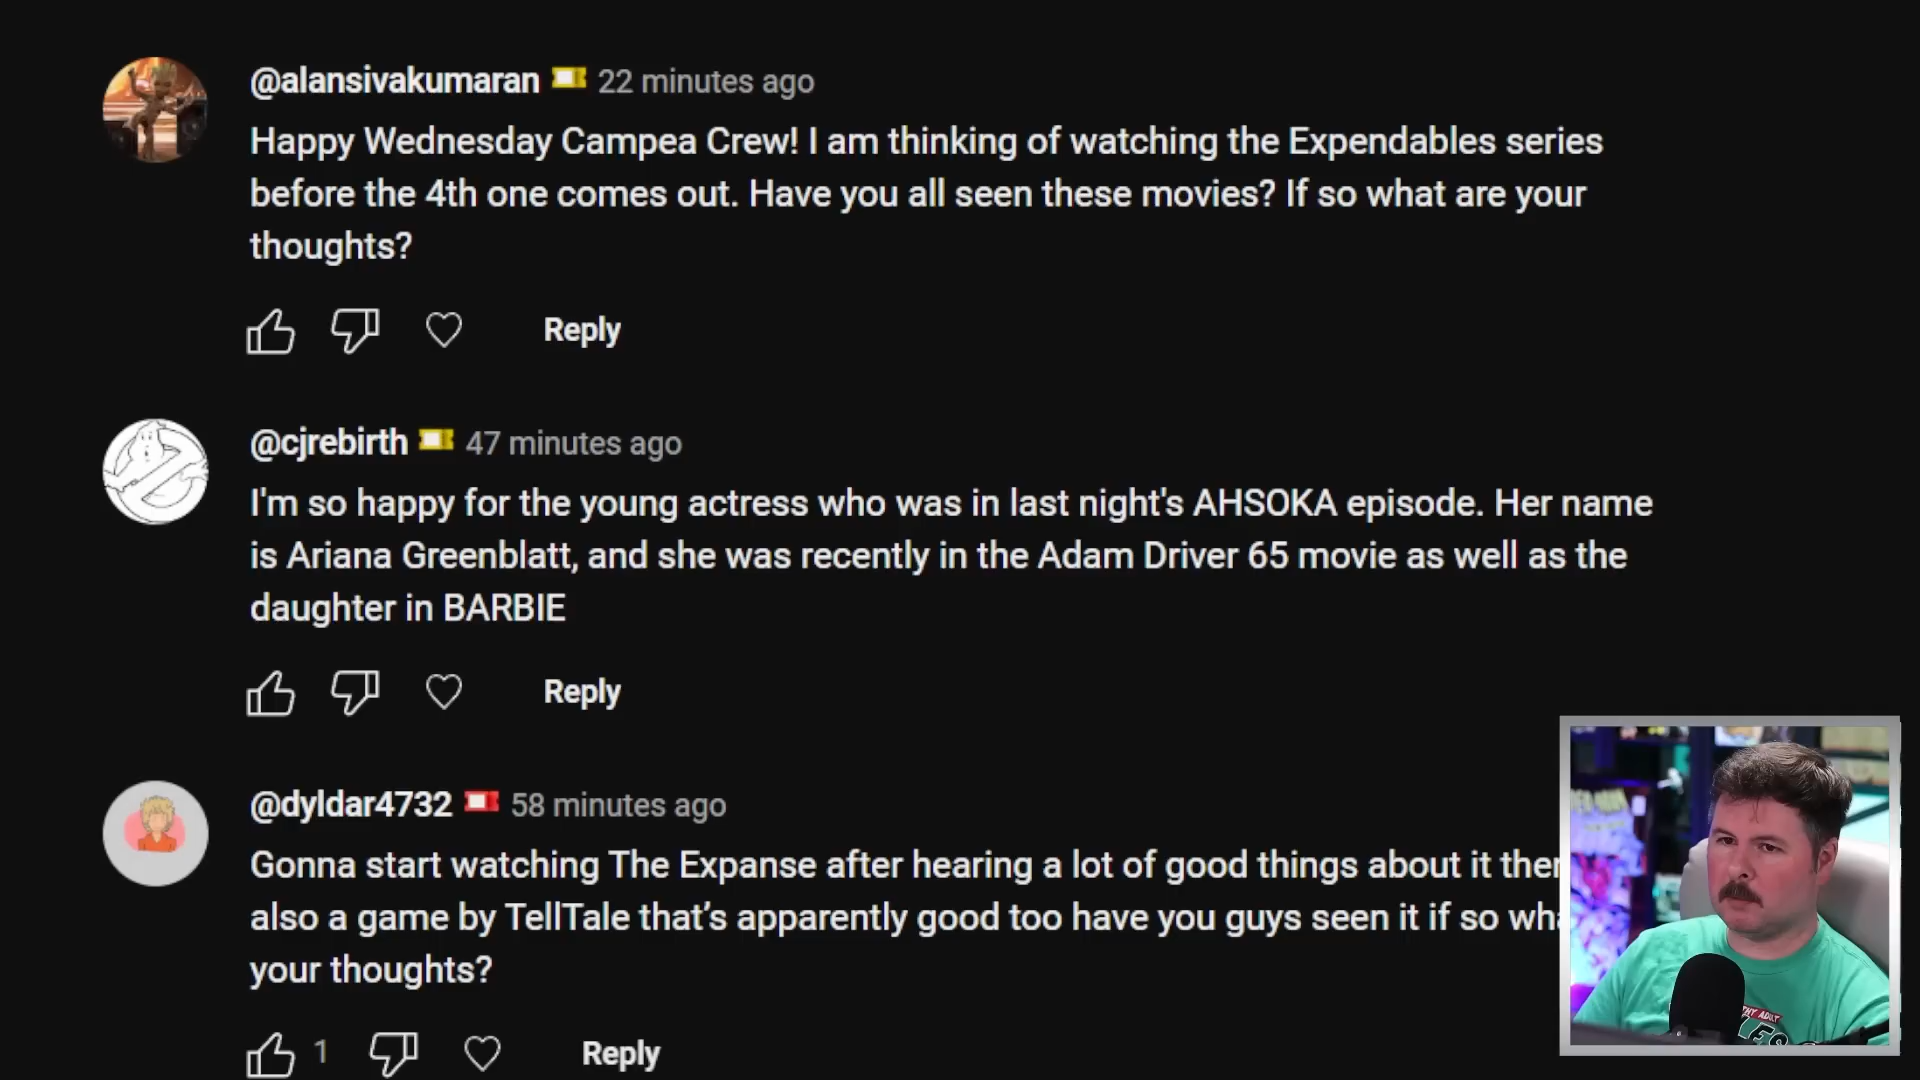 @alansivakumaran 22 minutes ago
Happy Wednesday Campea Crew! I am thinking of watching the Expendables series
before the 4th one comes out. Have you all seen these movies? If so what are your
thoughts?
Reply
@cjrebirth 47 minutes ago
I'm so happy for the young actress who was in last night's AHSOKA episode. Her name
is Ariana Greenblatt, and she was recently in the Adam Driver 65 movie as well as the
daughter in BARBIE
Reply
@dyldar4732 58 minutes ago
Gonna start watching The Expanse after hearing a lot of good things about it
also a game by TellTale that’s apparently good too have you guys seen it if so
your thoughts?
1 Reply